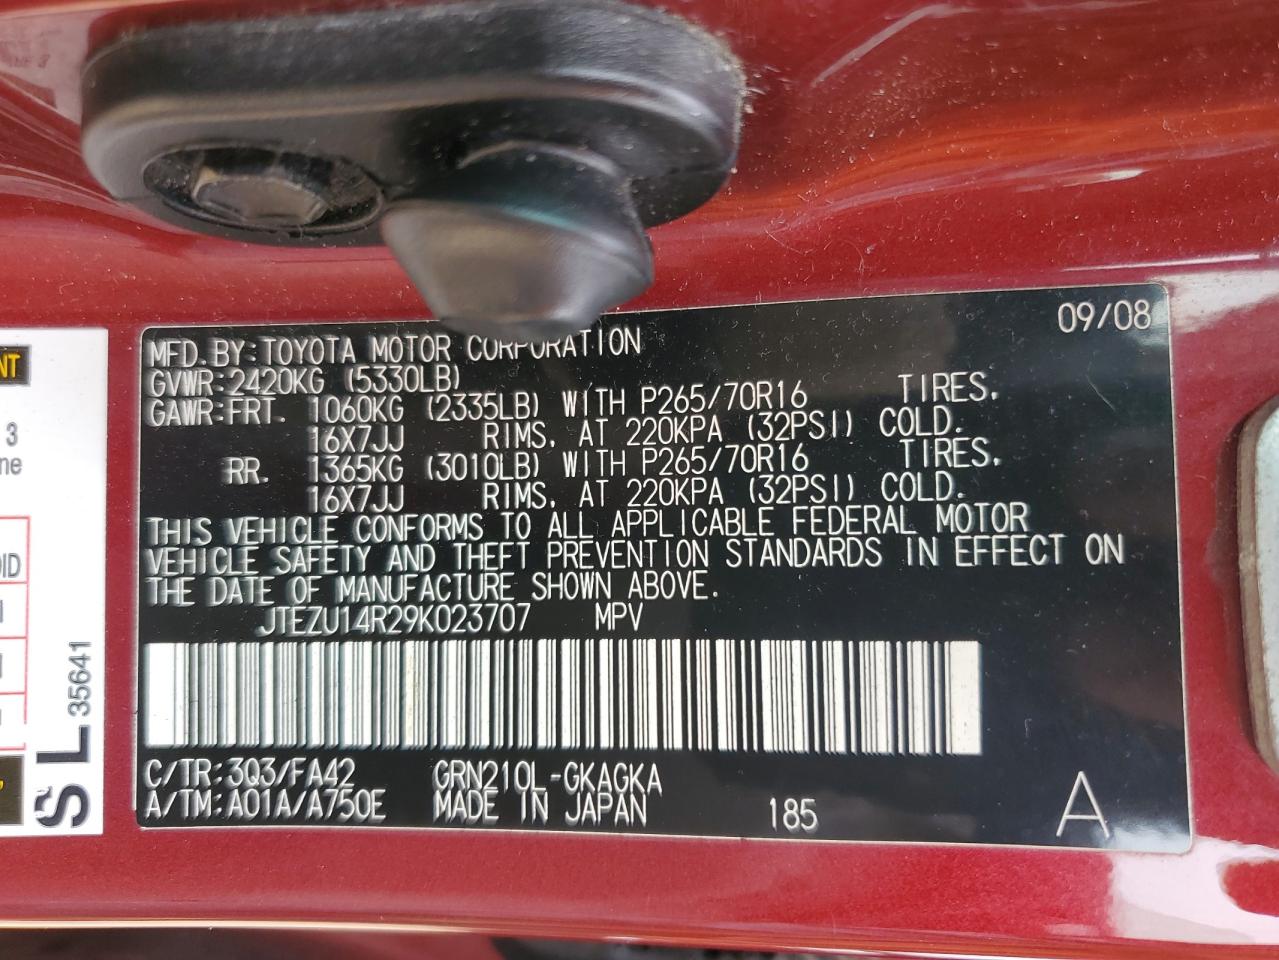 MFD. BY: TOYOTA MOTOR CORPORATION 09/08
GVWR: 2420KG (5330LB)
GAWR: FRT. 1060KG (2335LB) WITH P265/70R16 TIRES.
16X7JJ RIMS, AT 220KPA (32PSI) COLD.
RR. 1365KG (3010LB) WITH P265/70R16 TIRES.
16X7JJ RIMS, AT 220KPA (32PSI) COLD.
THIS VEHICLE CONFORMS TO ALL APPLICABLE FEDERAL MOTOR
VEHICLE SAFETY AND THEFT PREVENTION STANDARDS IN EFFECT ON
THE DATE OF MANUFACTURE SHOWN ABOVE.
JTEZU14R29K023707 MPV
C/TR: 3Q3/FA42 GRN210L-GKAGKA
A/TM: A01A/A750E MADE IN JAPAN 185 A
NT
3
ne
ID
SL 35641